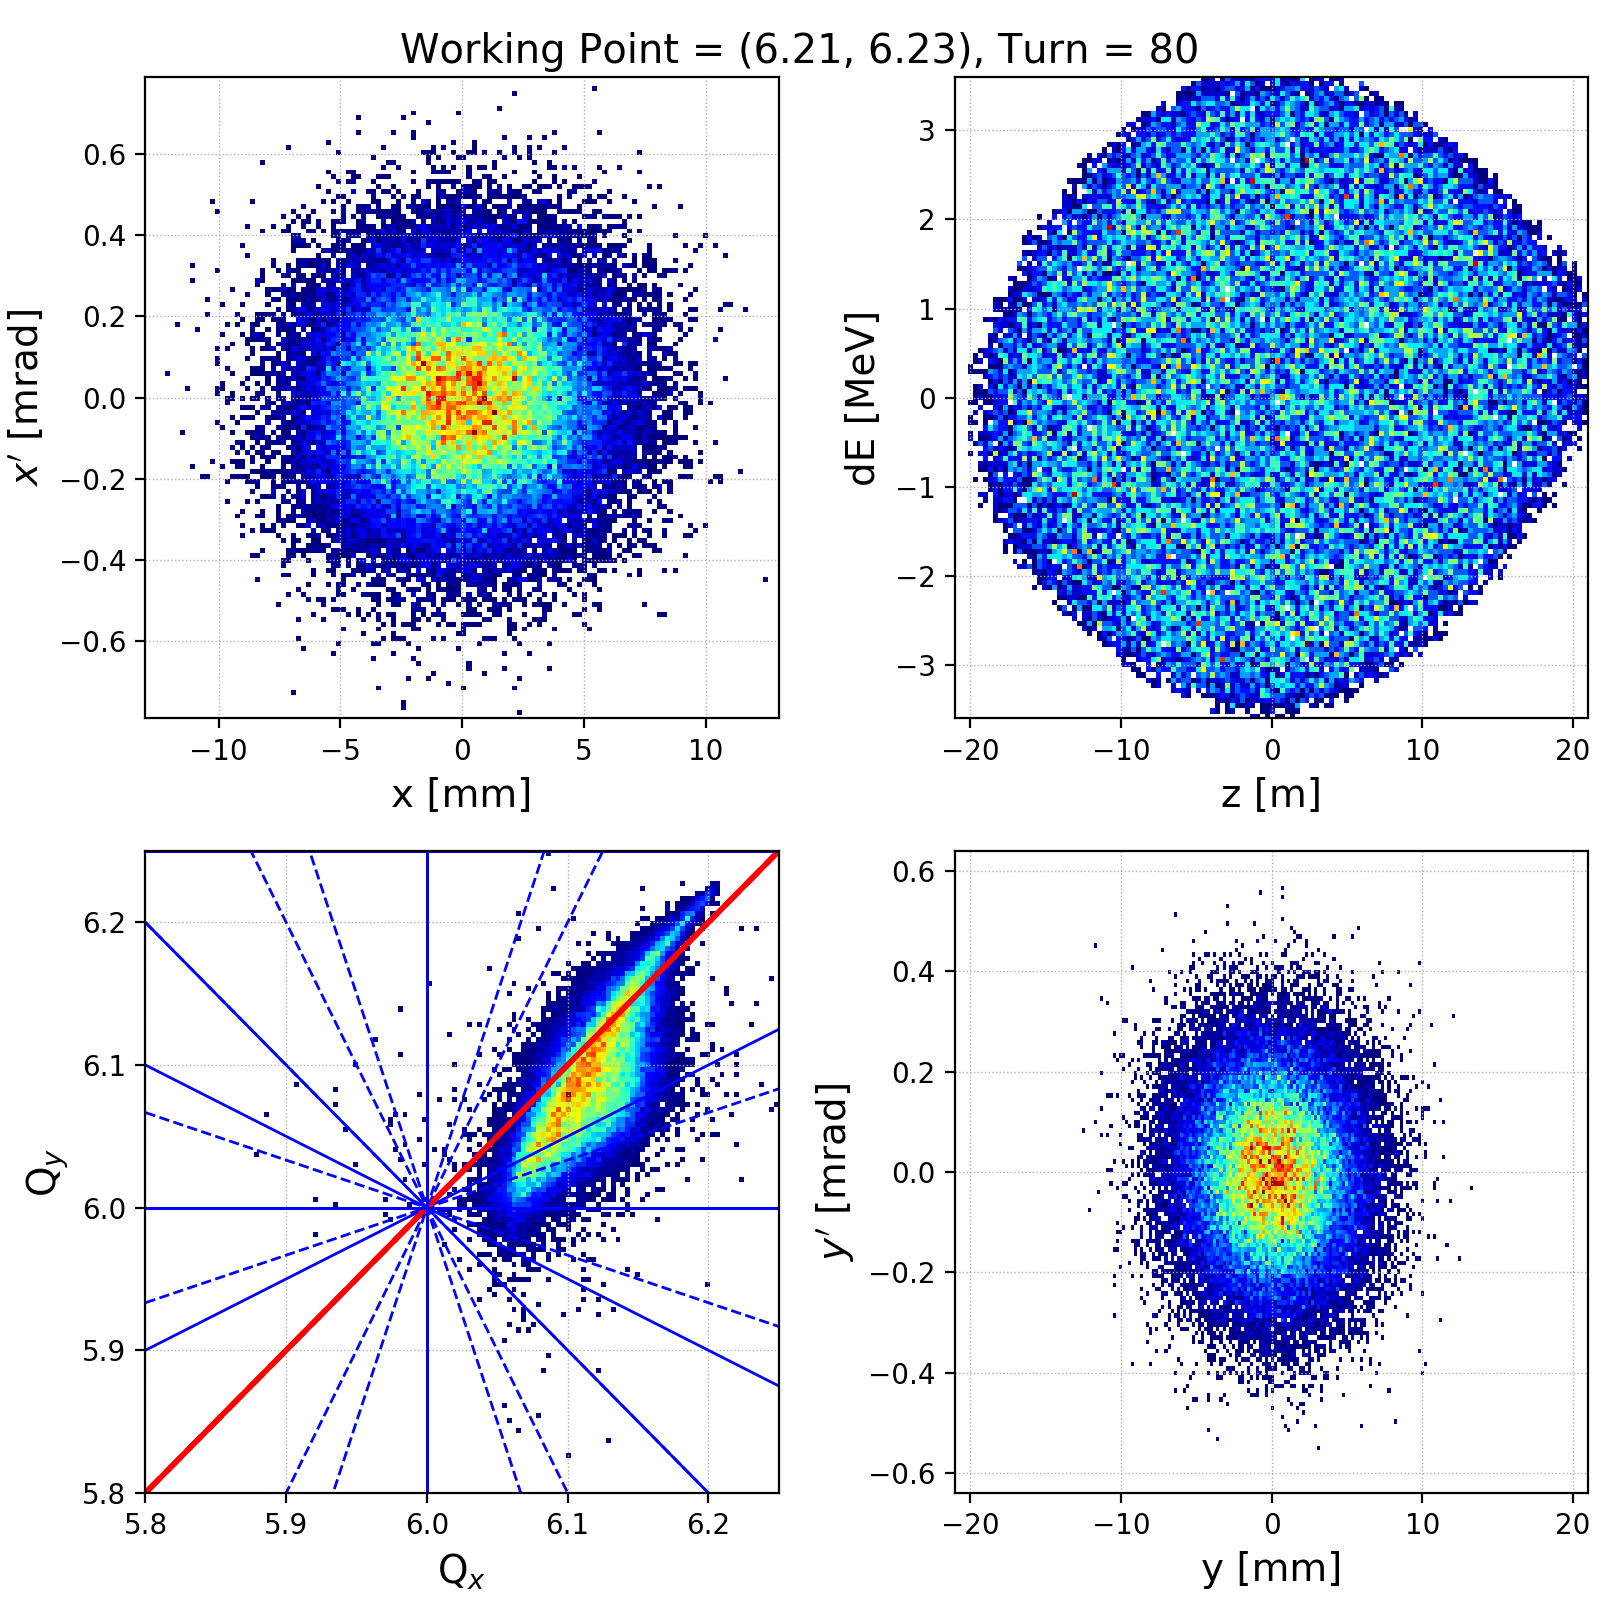 Working Point = (6.21, 6.23), Turn = 80
0.6
0.4
0.2
0.0
−0.2
−0.4
−0.6
x′ [mrad]
−10 −5 0 5 10
x [mm]
3
2
1
0
−1
−2
−3
dE [MeV]
−20 −10 0 10 20
z [m]
6.2
6.1
6.0
5.9
5.8
Qy
5.8 5.9 6.0 6.1 6.2
Qx
0.6
0.4
0.2
0.0
−0.2
−0.4
−0.6
y′ [mrad]
−20 −10 0 10 20
y [mm]